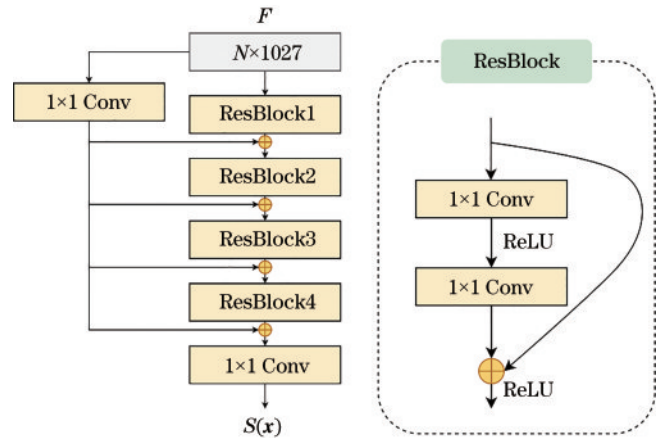 F
N×1027
1×1 Conv
ResBlock1
ResBlock2
ResBlock3
ResBlock4
1×1 Conv
S(x)
ResBlock
1×1 Conv
ReLU
1×1 Conv
ReLU